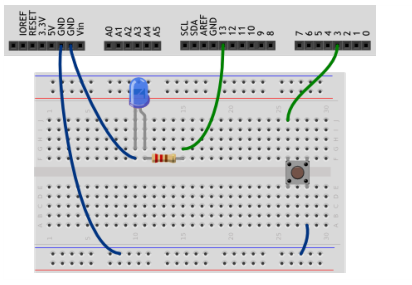 IOREF
RESET
3.3V
5V
GND
GND
Vin
A0
A1
A2
A3
A4
A5
SCL
SDA
AREF
GND
13
12
11
10
9
8
7
6
5
4
3
2
1
0